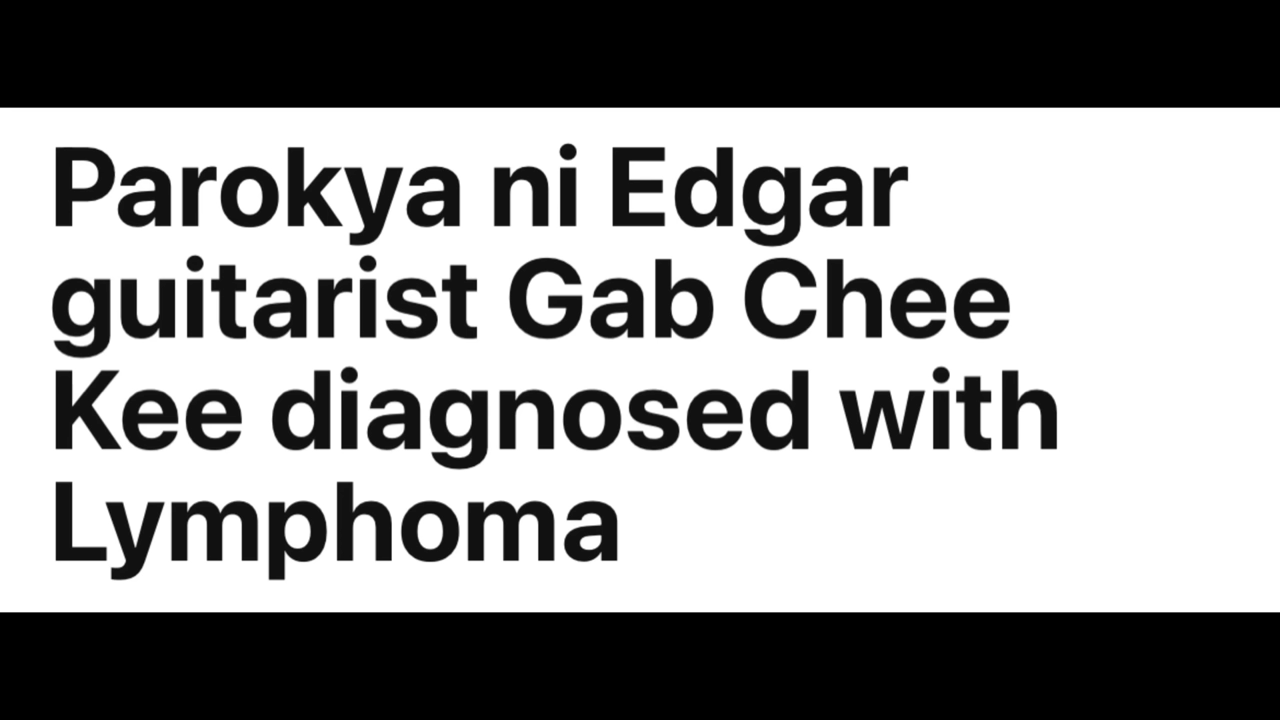 Parokya ni Edgar
guitarist Gab Chee
Kee diagnosed with
Lymphoma